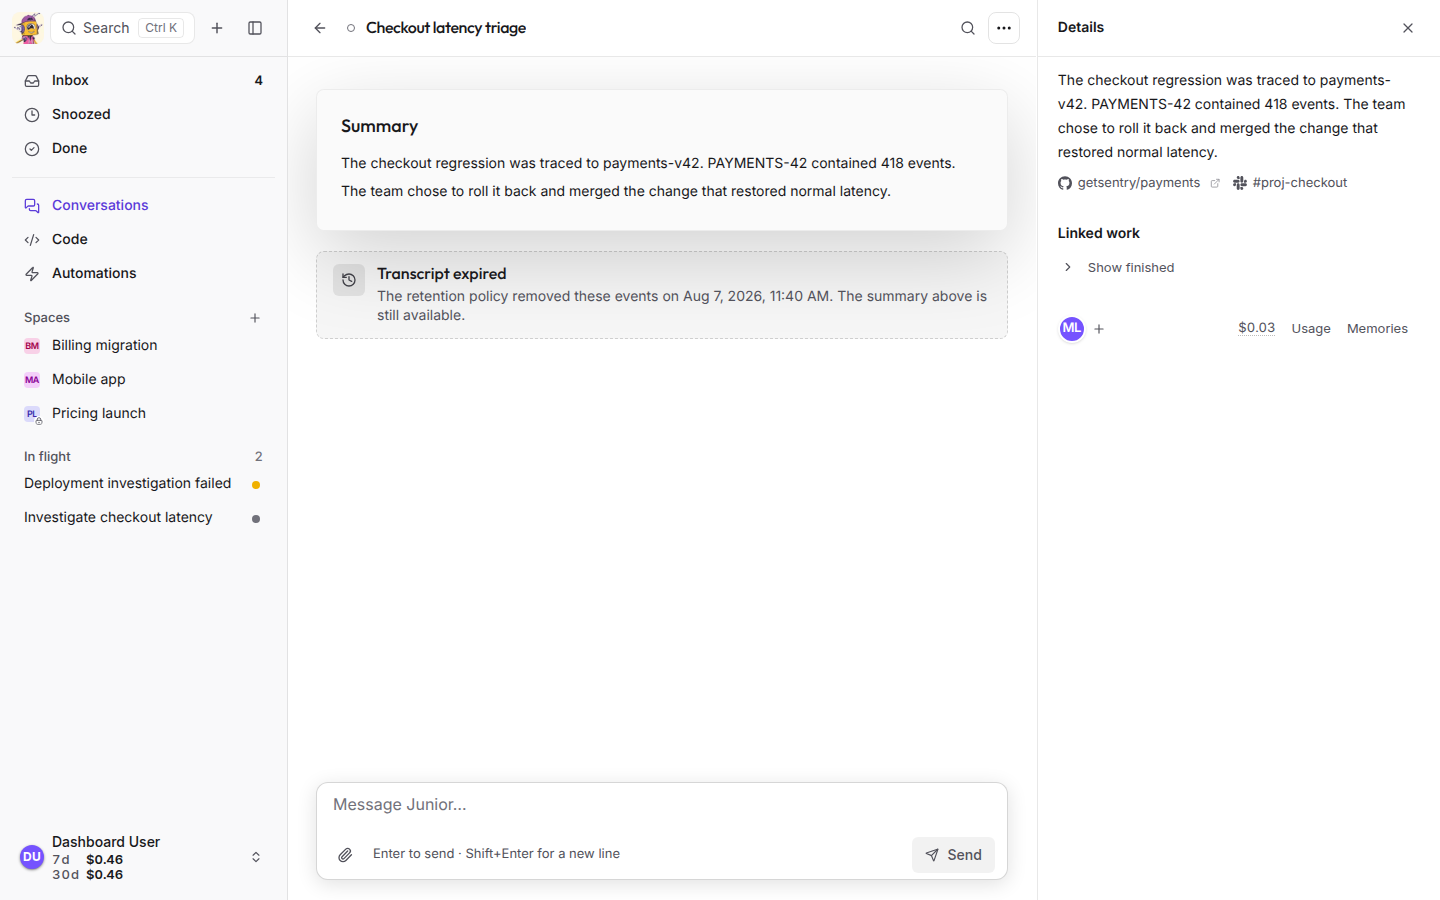 Search
Ctrl K
Inbox
4
Snoozed
Done
Conversations
Code
Automations
Spaces
BM
Billing migration
MA
Mobile app
PL
Pricing launch
In flight
2
Deployment investigation failed
Investigate checkout latency
DU
Dashboard User
7d $0.46
30d $0.46
Checkout latency triage
Summary
The checkout regression was traced to payments-v42. PAYMENTS-42 contained 418 events.
The team chose to roll it back and merged the change that restored normal latency.
Transcript expired
The retention policy removed these events on Aug 7, 2026, 11:40 AM. The summary above is
still available.
Message Junior...
Enter to send · Shift+Enter for a new line
Send
Details
The checkout regression was traced to payments-
v42. PAYMENTS-42 contained 418 events. The team
chose to roll it back and merged the change that
restored normal latency.
getsentry/payments
#proj-checkout
Linked work
Show finished
ML
$0.03
Usage
Memories